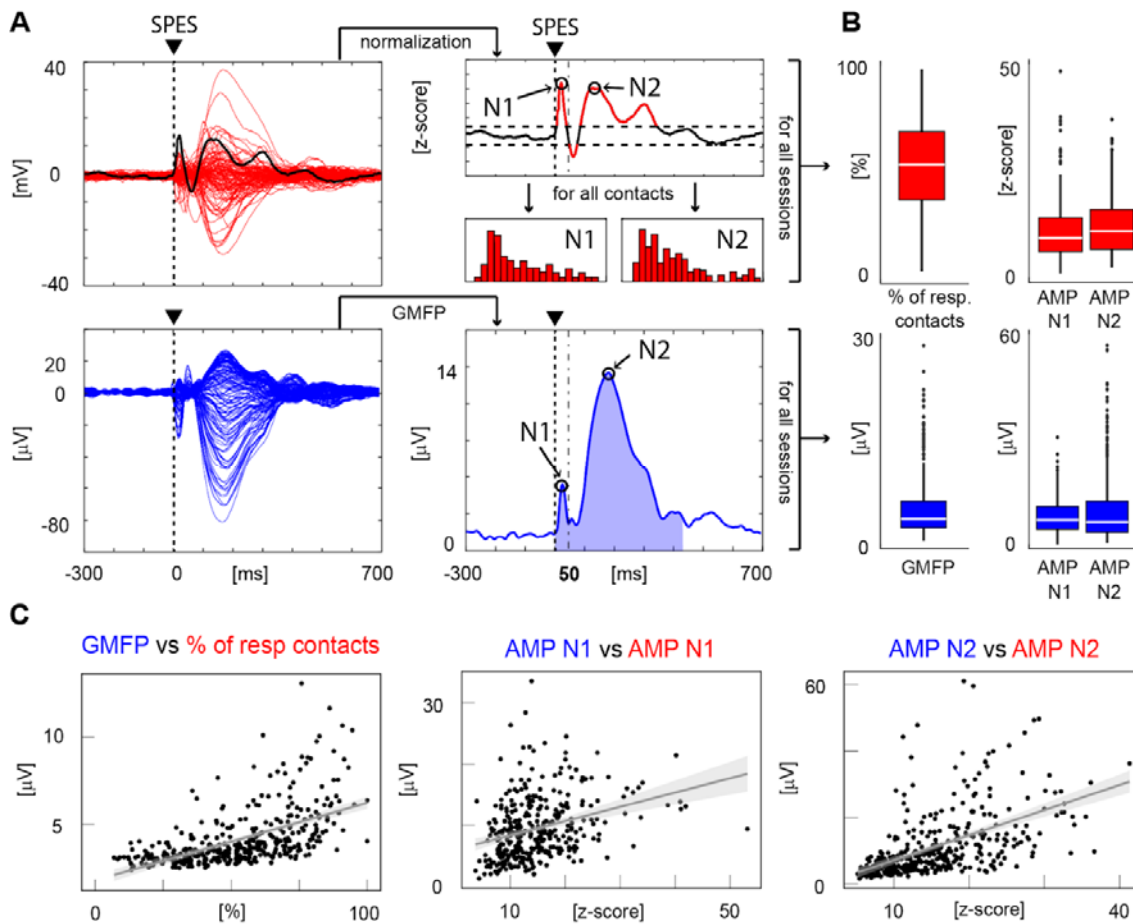 A
SPES
normalization
SPES
B
40
[mV]
0
-40
[z-score]
N1
N2
for all contacts
N1
N2
for all sessions
100
[%]
0
% of resp.
contacts
50
[z-score]
0
AMP AMP
N1 N2
GMFP
20
0
[µV]
-80
-300 0 [ms] 700
14
[µV]
0
N1
N2
-300 50 [ms] 700
for all sessions
30
[µV]
0
GMFP
60
[µV]
0
AMP AMP
N1 N2
C
GMFP vs % of resp contacts
10
[µV]
5
0 [%] 100
AMP N1 vs AMP N1
30
[µV]
0
10 [z-score] 50
AMP N2 vs AMP N2
60
[µV]
0
10 [z-score] 40